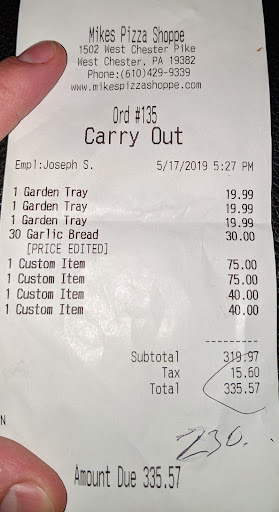 Mikes Pizza Shoppe
1502 West Chester Pike
West Chester, PA 19382
Phone:(610)429-9339
www.mikespizzashoppe.com
Ord #135
Carry Out
Empl:Joseph S. 5/17/2019 5:27 PM
1 Garden Tray 19.99
1 Garden Tray 19.99
1 Garden Tray 19.99
30 Garlic Bread 30.00
[PRICE EDITED]
1 Custom Item 75.00
1 Custom Item 75.00
1 Custom Item 40.00
1 Custom Item 40.00
Subtotal 319.97
Tax 15.60
Total 335.57
230.
N
Amount Due 335.57